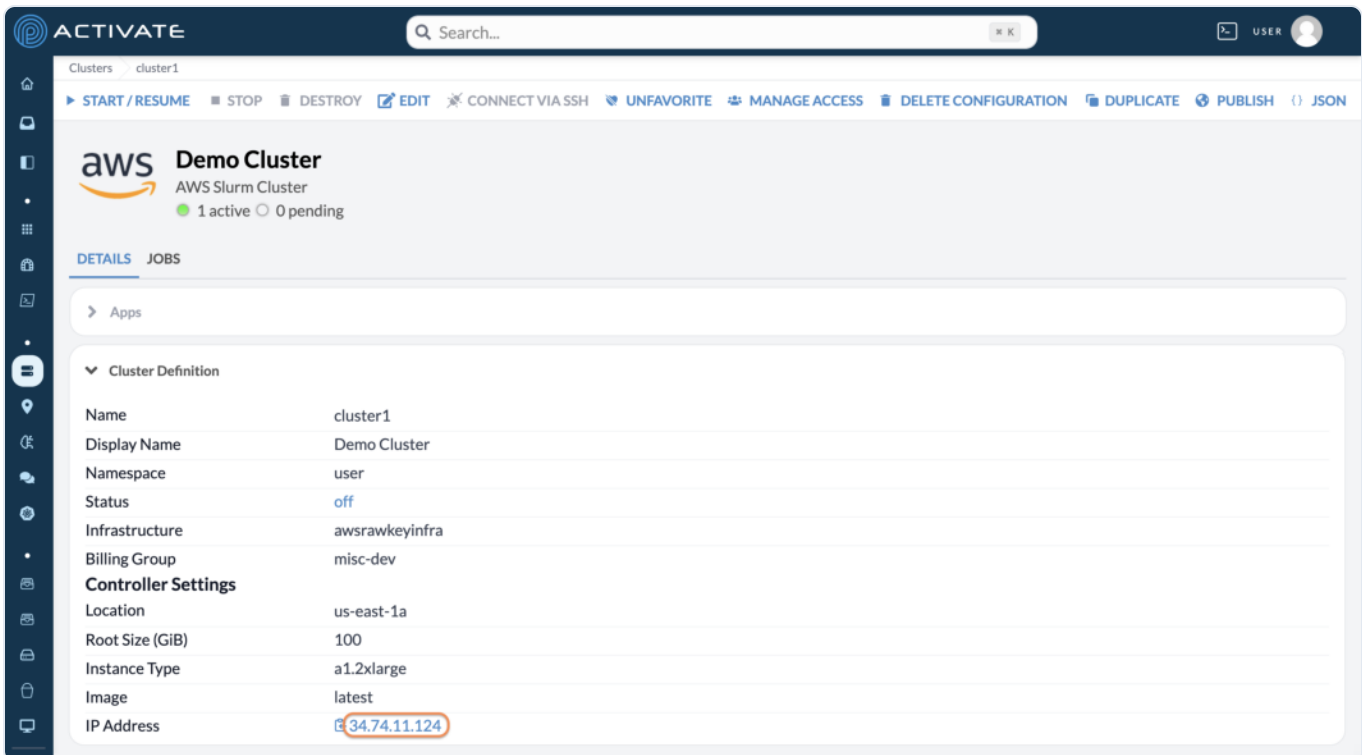 ACTIVATE
Search...
⌘ K
USER
Clusters cluster1
START / RESUME STOP DESTROY EDIT CONNECT VIA SSH UNFAVORITE MANAGE ACCESS DELETE CONFIGURATION DUPLICATE PUBLISH {} JSON
aws Demo Cluster
AWS Slurm Cluster
1 active 0 pending
DETAILS JOBS
Apps
Cluster Definition
Name cluster1
Display Name Demo Cluster
Namespace user
Status off
Infrastructure awsrawkeyinfra
Billing Group misc-dev
Controller Settings
Location us-east-1a
Root Size (GiB) 100
Instance Type a1.2xlarge
Image latest
IP Address 34.74.11.124